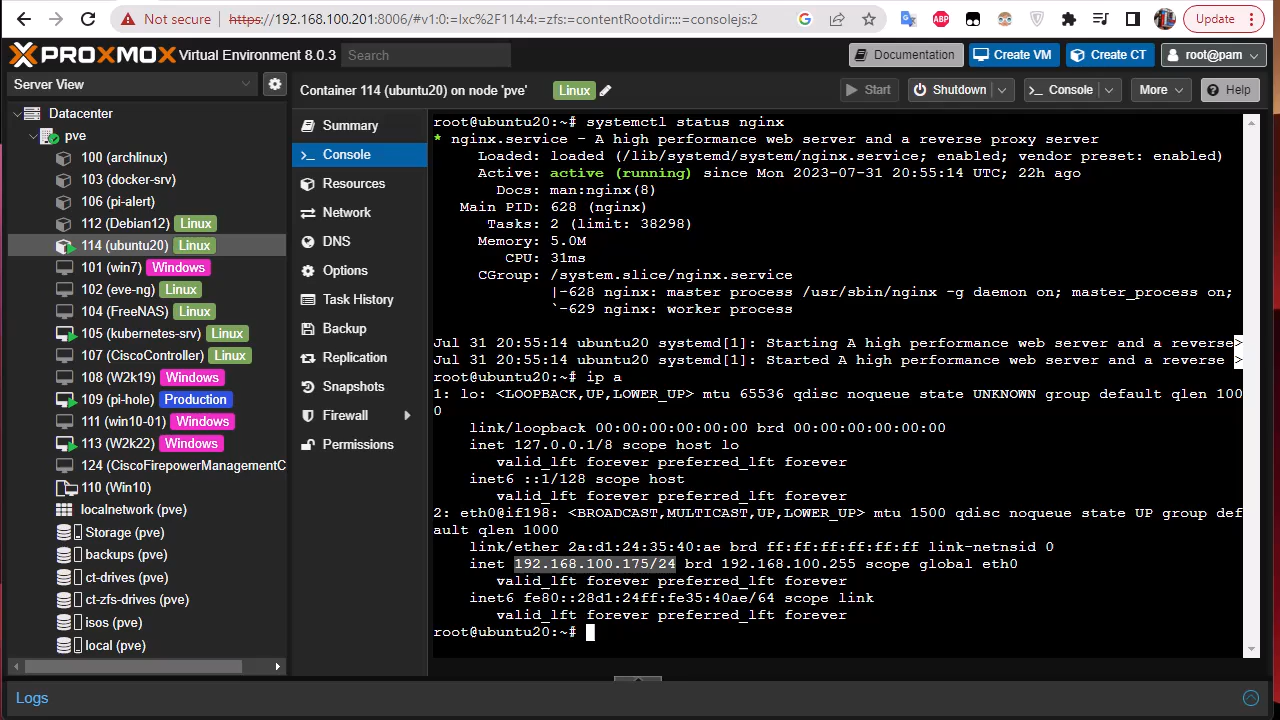 Not secure
https://192.168.100.201:8006/#v1:0:=lxc%2F114:4:=zfs:=contentRootdir::::=consolejs:2
ABP
Update
PROXMOX Virtual Environment 8.0.3
Search
Documentation
Create VM
Create CT
root@pam
Server View
Container 114 (ubuntu20) on node 'pve'
Linux
Start
Shutdown
Console
More
Help
Datacenter
pve
100 (archlinux)
103 (docker-srv)
106 (pi-alert)
112 (Debian12) Linux
114 (ubuntu20) Linux
101 (win7) Windows
102 (eve-ng) Linux
104 (FreeNAS) Linux
105 (kubernetes-srv) Linux
107 (CiscoController) Linux
108 (W2k19) Windows
109 (pi-hole) Production
111 (win10-01) Windows
113 (W2k22) Windows
124 (CiscoFirepowerManagementC
110 (Win10)
localnetwork (pve)
Storage (pve)
backups (pve)
ct-drives (pve)
ct-zfs-drives (pve)
isos (pve)
local (pve)
Summary
Console
Resources
Network
DNS
Options
Task History
Backup
Replication
Snapshots
Firewall
Permissions
root@ubuntu20:~# systemctl status nginx
* nginx.service - A high performance web server and a reverse proxy server
Loaded: loaded (/lib/systemd/system/nginx.service; enabled; vendor preset: enabled)
Active: active (running) since Mon 2023-07-31 20:55:14 UTC; 22h ago
Docs: man:nginx(8)
Main PID: 628 (nginx)
Tasks: 2 (limit: 38298)
Memory: 5.0M
CPU: 31ms
CGroup: /system.slice/nginx.service
|-628 nginx: master process /usr/sbin/nginx -g daemon on; master_process on;
`-629 nginx: worker process
Jul 31 20:55:14 ubuntu20 systemd[1]: Starting A high performance web server and a reverse>
Jul 31 20:55:14 ubuntu20 systemd[1]: Started A high performance web server and a reverse >
root@ubuntu20:~# ip a
1: lo: <LOOPBACK,UP,LOWER_UP> mtu 65536 qdisc noqueue state UNKNOWN group default qlen 100
0
link/loopback 00:00:00:00:00:00 brd 00:00:00:00:00:00
inet 127.0.0.1/8 scope host lo
valid_lft forever preferred_lft forever
inet6 ::1/128 scope host
valid_lft forever preferred_lft forever
2: eth0@if198: <BROADCAST,MULTICAST,UP,LOWER_UP> mtu 1500 qdisc noqueue state UP group def
ault qlen 1000
link/ether 2a:d1:24:35:40:ae brd ff:ff:ff:ff:ff:ff link-netnsid 0
inet 192.168.100.175/24 brd 192.168.100.255 scope global eth0
valid_lft forever preferred_lft forever
inet6 fe80::28d1:24ff:fe35:40ae/64 scope link
valid_lft forever preferred_lft forever
root@ubuntu20:~#
Logs